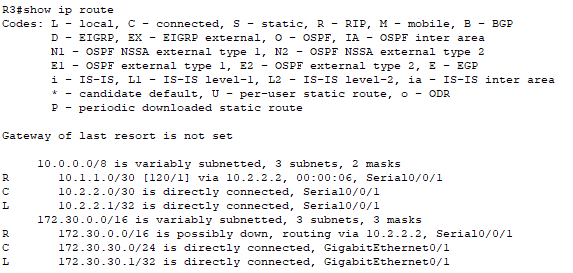 R3#show ip route
Codes: L - local, C - connected, S - static, R - RIP, M - mobile, B - BGP
       D - EIGRP, EX - EIGRP external, O - OSPF, IA - OSPF inter area
       N1 - OSPF NSSA external type 1, N2 - OSPF NSSA external type 2
       E1 - OSPF external type 1, E2 - OSPF external type 2, E - EGP
       i - IS-IS, L1 - IS-IS level-1, L2 - IS-IS level-2, ia - IS-IS inter area
       * - candidate default, U - per-user static route, o - ODR
       P - periodic downloaded static route
Gateway of last resort is not set
     10.0.0.0/8 is variably subnetted, 3 subnets, 2 masks
R       10.1.1.0/30 [120/1] via 10.2.2.2, 00:00:06, Serial0/0/1
C       10.2.2.0/30 is directly connected, Serial0/0/1
L       10.2.2.1/32 is directly connected, Serial0/0/1
     172.30.0.0/16 is variably subnetted, 3 subnets, 3 masks
R       172.30.0.0/16 is possibly down, routing via 10.2.2.2, Serial0/0/1
C       172.30.30.0/24 is directly connected, GigabitEthernet0/1
L       172.30.30.1/32 is directly connected, GigabitEthernet0/1